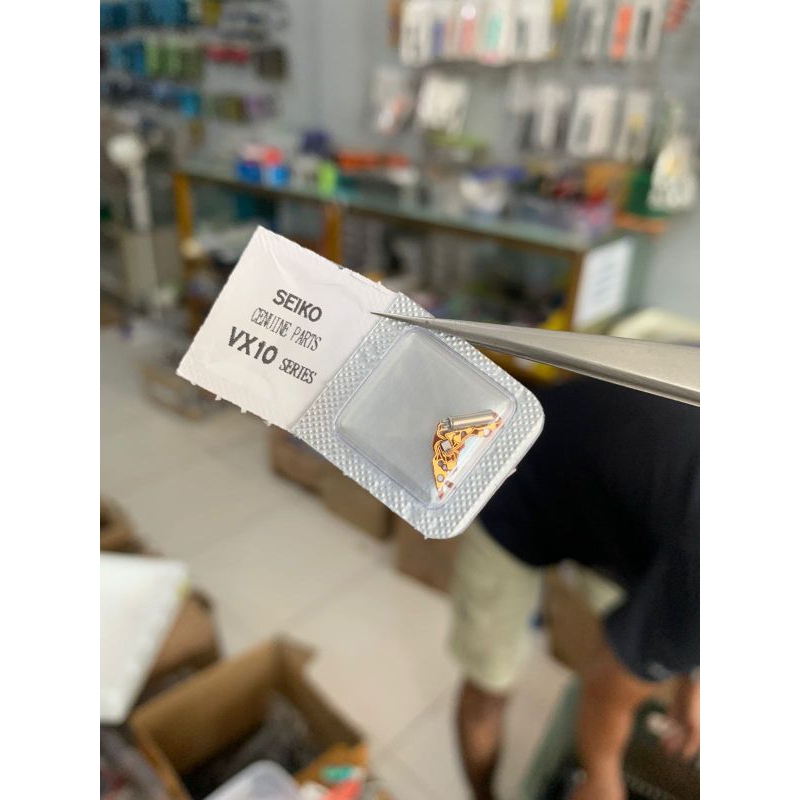 SEIKO
GENUINE PARTS
VX10 SERIES